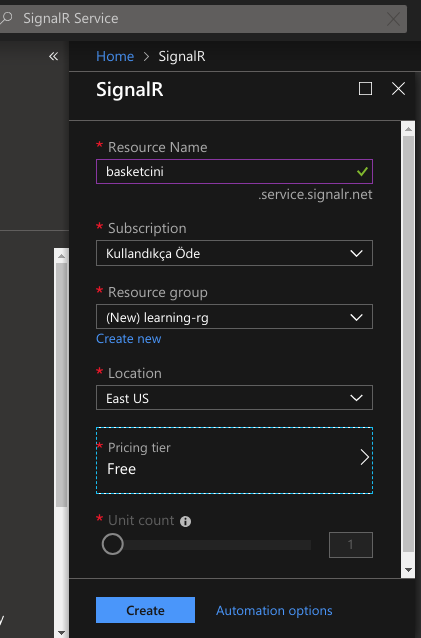 SignalR Service
Home > SignalR
SignalR
* Resource Name
basketcini
.service.signalr.net
* Subscription
Kullandıkça Öde
* Resource group
(New) learning-rg
Create new
* Location
East US
* Pricing tier
Free
* Unit count
1
Create
Automation options